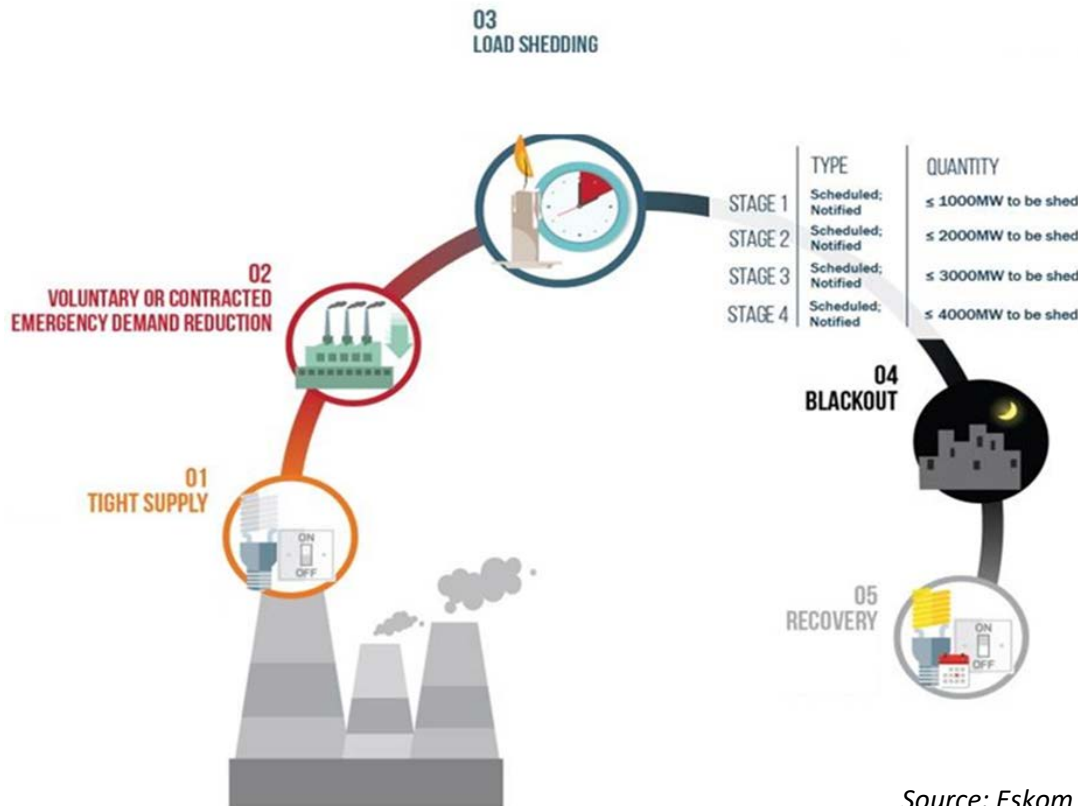 03
LOAD SHEDDING
TYPE
QUANTITY
STAGE 1
Scheduled;
Notified
≤ 1000MW to be shed
STAGE 2
Scheduled;
Notified
≤ 2000MW to be shed
STAGE 3
Scheduled;
Notified
≤ 3000MW to be shed
STAGE 4
Scheduled;
Notified
≤ 4000MW to be shed
02
VOLUNTARY OR CONTRACTED
EMERGENCY DEMAND REDUCTION
04
BLACKOUT
01
TIGHT SUPPLY
ON
OFF
05
RECOVERY
ON
OFF
Source: Eskom